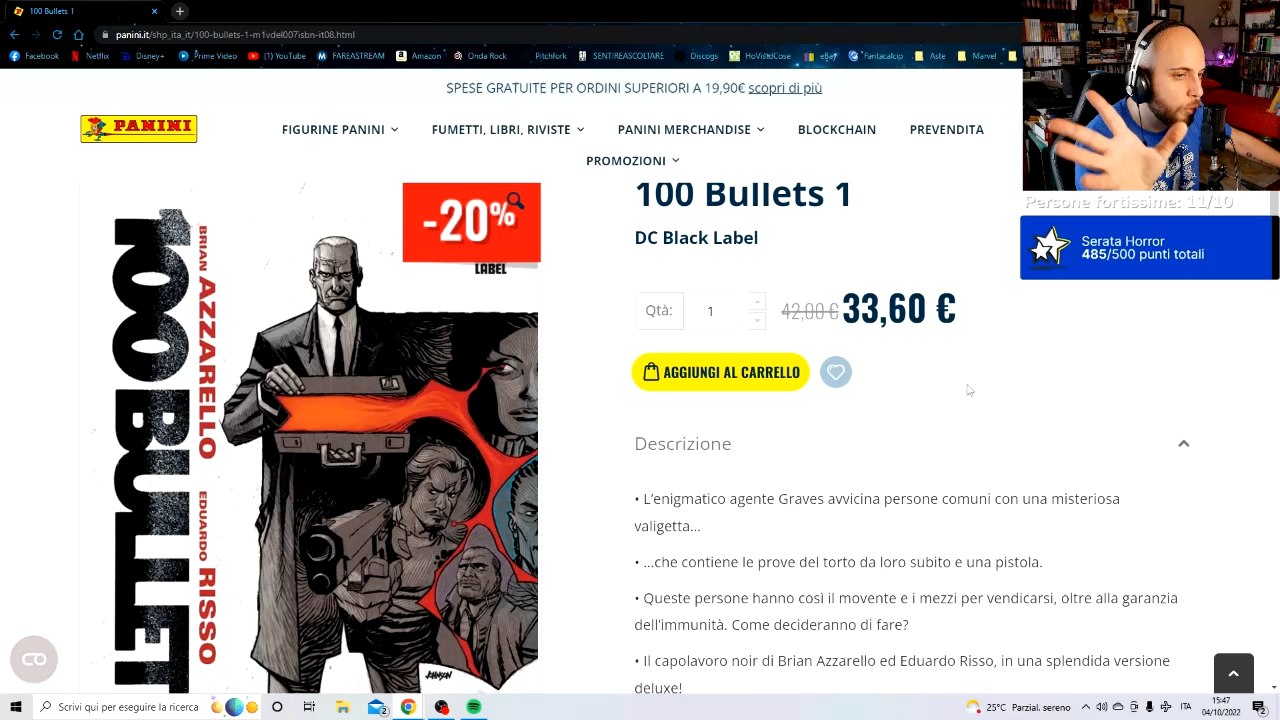 100 Bullets 1
panini.it/shp_ita_it/100-bullets-1-m1vdel007isbn-it08.html
Facebook Netflix Disney+ Prime Video (1) YouTube FAREASTREAM Amazon Onda Rock Pitchfork SENTIREASCOLTARE Discogs HoVistoCose eBay Fantacalcio Aste Marvel
SPESE GRATUITE PER ORDINI SUPERIORI A 19,90€ scopri di più
PANINI
FIGURINE PANINI FUMETTI, LIBRI, RIVISTE PANINI MERCHANDISE BLOCKCHAIN PREVENDITA
PROMOZIONI
-20%
LABEL
100 BULLET
BRIAN AZZARELLO
EDUARDO RISSO
JOHNSON
100 Bullets 1
DC Black Label
Qtà: 1 42,00 € 33,60 €
AGGIUNGI AL CARRELLO
Descrizione
• L'enigmatico agente Graves avvicina persone comuni con una misteriosa
valigetta...
• ...che contiene le prove del torto da loro subito e una pistola.
• Queste persone hanno così il movente e i mezzi per vendicarsi, oltre alla garanzia
dell'immunità. Come decideranno di fare?
• Il capolavoro noir di Brian Azzarello ed Eduardo Risso, in una splendida versione
deluxe!
Persone fortissime: 11/10
Serata Horror
485/500 punti totali
Scrivi qui per eseguire la ricerca
2
25°C Parzial. sereno
ITA
15:47
04/10/2022
2